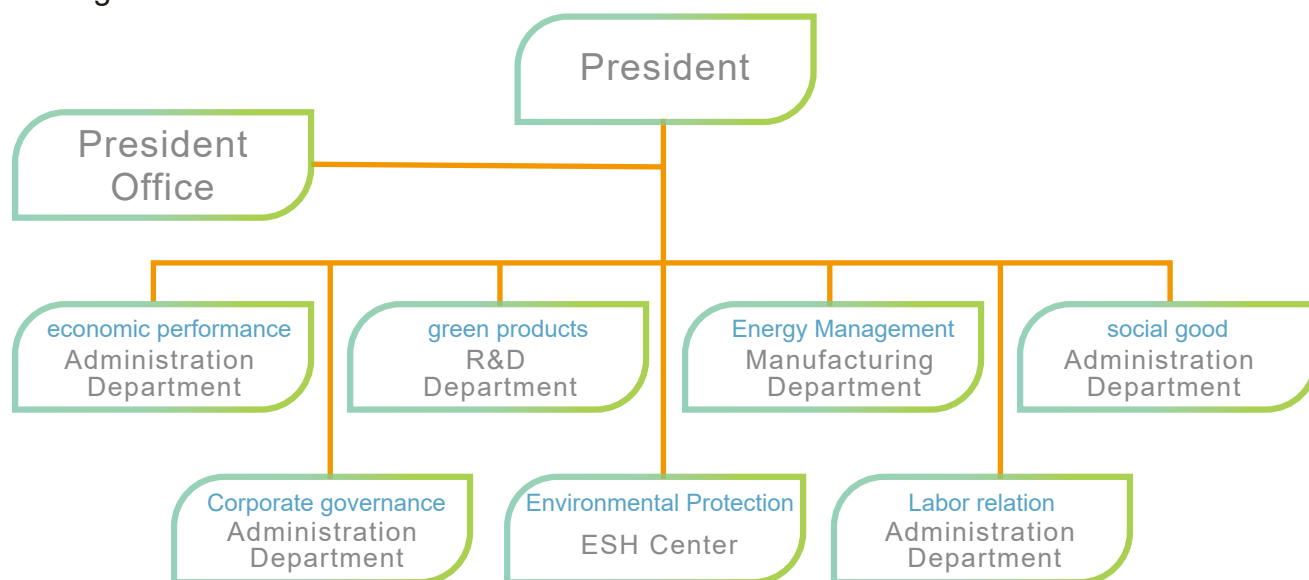 President
President
Office
economic performance
Administration
Department
green products
R&D
Department
Energy Management
Manufacturing
Department
social good
Administration
Department
Corporate governance
Administration
Department
Environmental Protection
ESH Center
Labor relation
Administration
Department